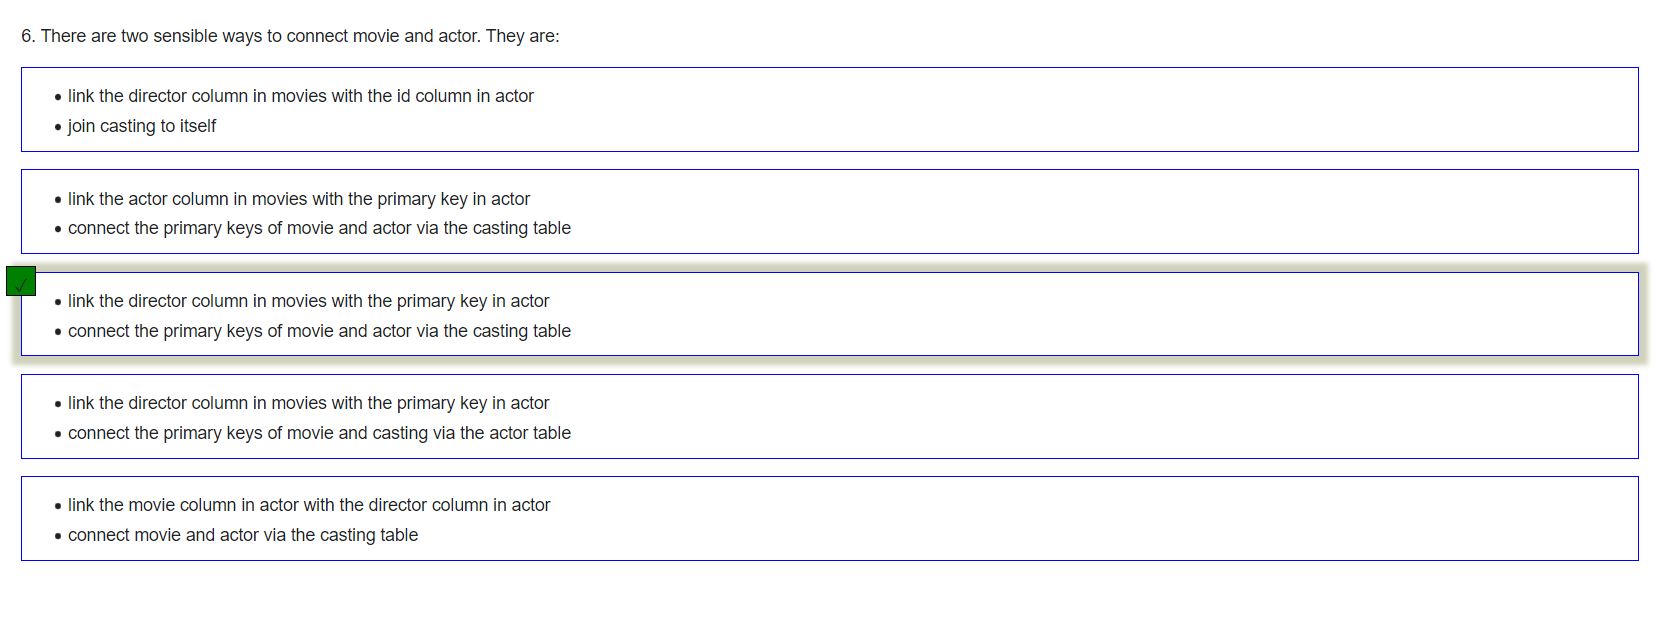 6. There are two sensible ways to connect movie and actor. They are:
• link the director column in movies with the id column in actor
• join casting to itself
• link the actor column in movies with the primary key in actor
• connect the primary keys of movie and actor via the casting table
✓
• link the director column in movies with the primary key in actor
• connect the primary keys of movie and actor via the casting table
• link the director column in movies with the primary key in actor
• connect the primary keys of movie and casting via the actor table
• link the movie column in actor with the director column in actor
• connect movie and actor via the casting table